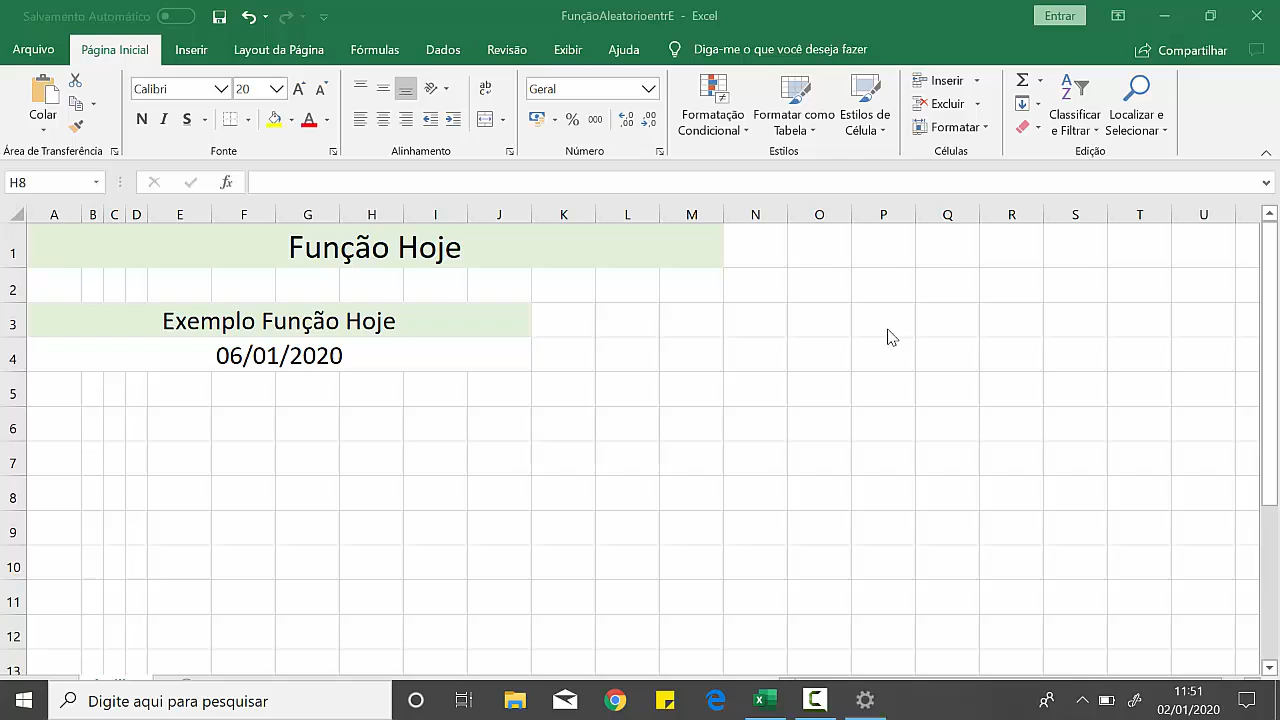 Salvamento Automático
FunçãoAleatorioentrE - Excel
Entrar
Arquivo Página Inicial Inserir Layout da Página Fórmulas Dados Revisão Exibir Ajuda Diga-me o que você deseja fazer Compartilhar
Colar
Calibri 20
N I S
Geral
% 000
Formatação Condicional
Formatar como Tabela
Estilos de Célula
Inserir
Excluir
Formatar
Classificar e Filtrar
Localizar e Selecionar
Área de Transferência Fonte Alinhamento Número Estilos Células Edição
H8 fx
A B C D E F G H I J K L M N O P Q R S T U
1 Função Hoje
2
3 Exemplo Função Hoje
4 06/01/2020
5
6
7
8
9
10
11
12
13
Digite aqui para pesquisar
11:51
02/01/2020